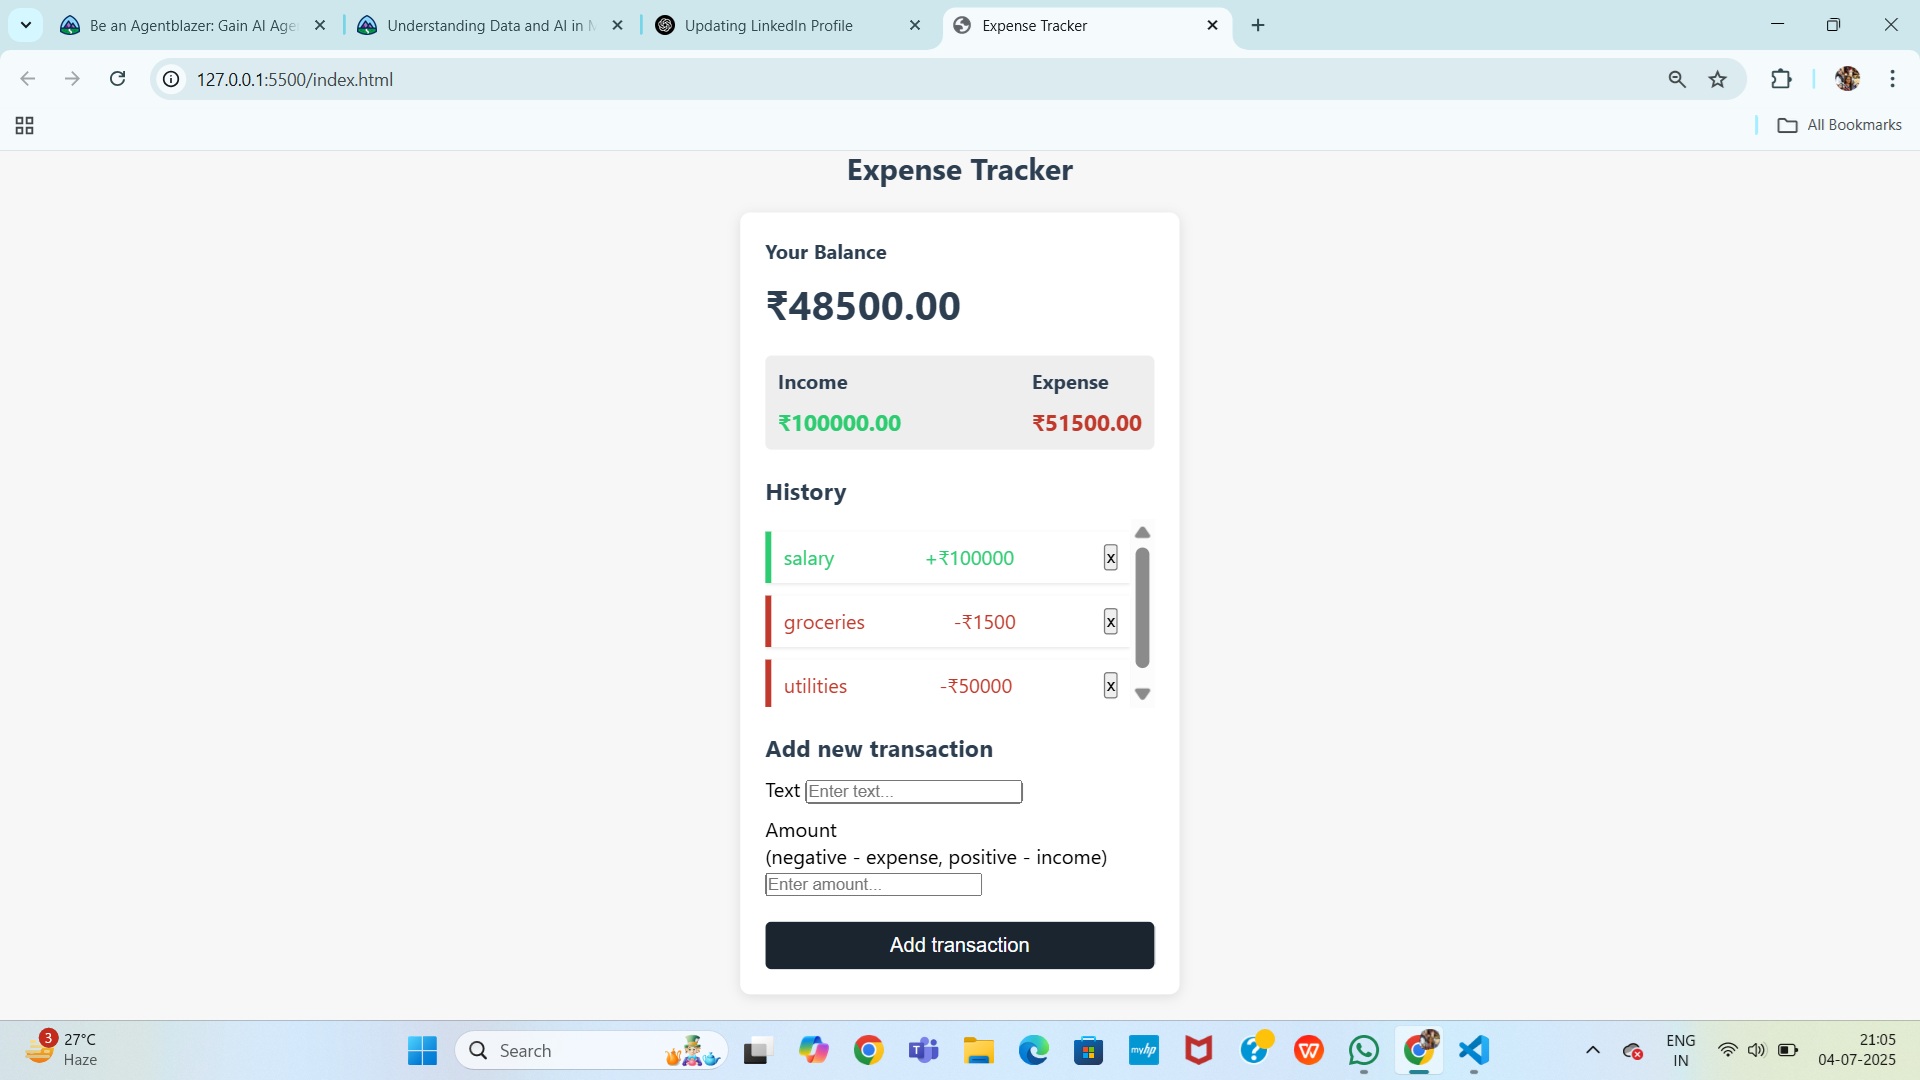 Be an Agentblazer: Gain AI Age
Understanding Data and AI in M
Updating LinkedIn Profile
Expense Tracker
127.0.0.1:5500/index.html
All Bookmarks
Expense Tracker
Your Balance
₹48500.00
Income Expense
₹100000.00 ₹51500.00
History
salary +₹100000 x
groceries -₹1500 x
utilities -₹50000 x
Add new transaction
Text Enter text...
Amount
(negative - expense, positive - income)
Enter amount...
Add transaction
3
27°C
Haze
Search
myhp
ENG
IN
21:05
04-07-2025